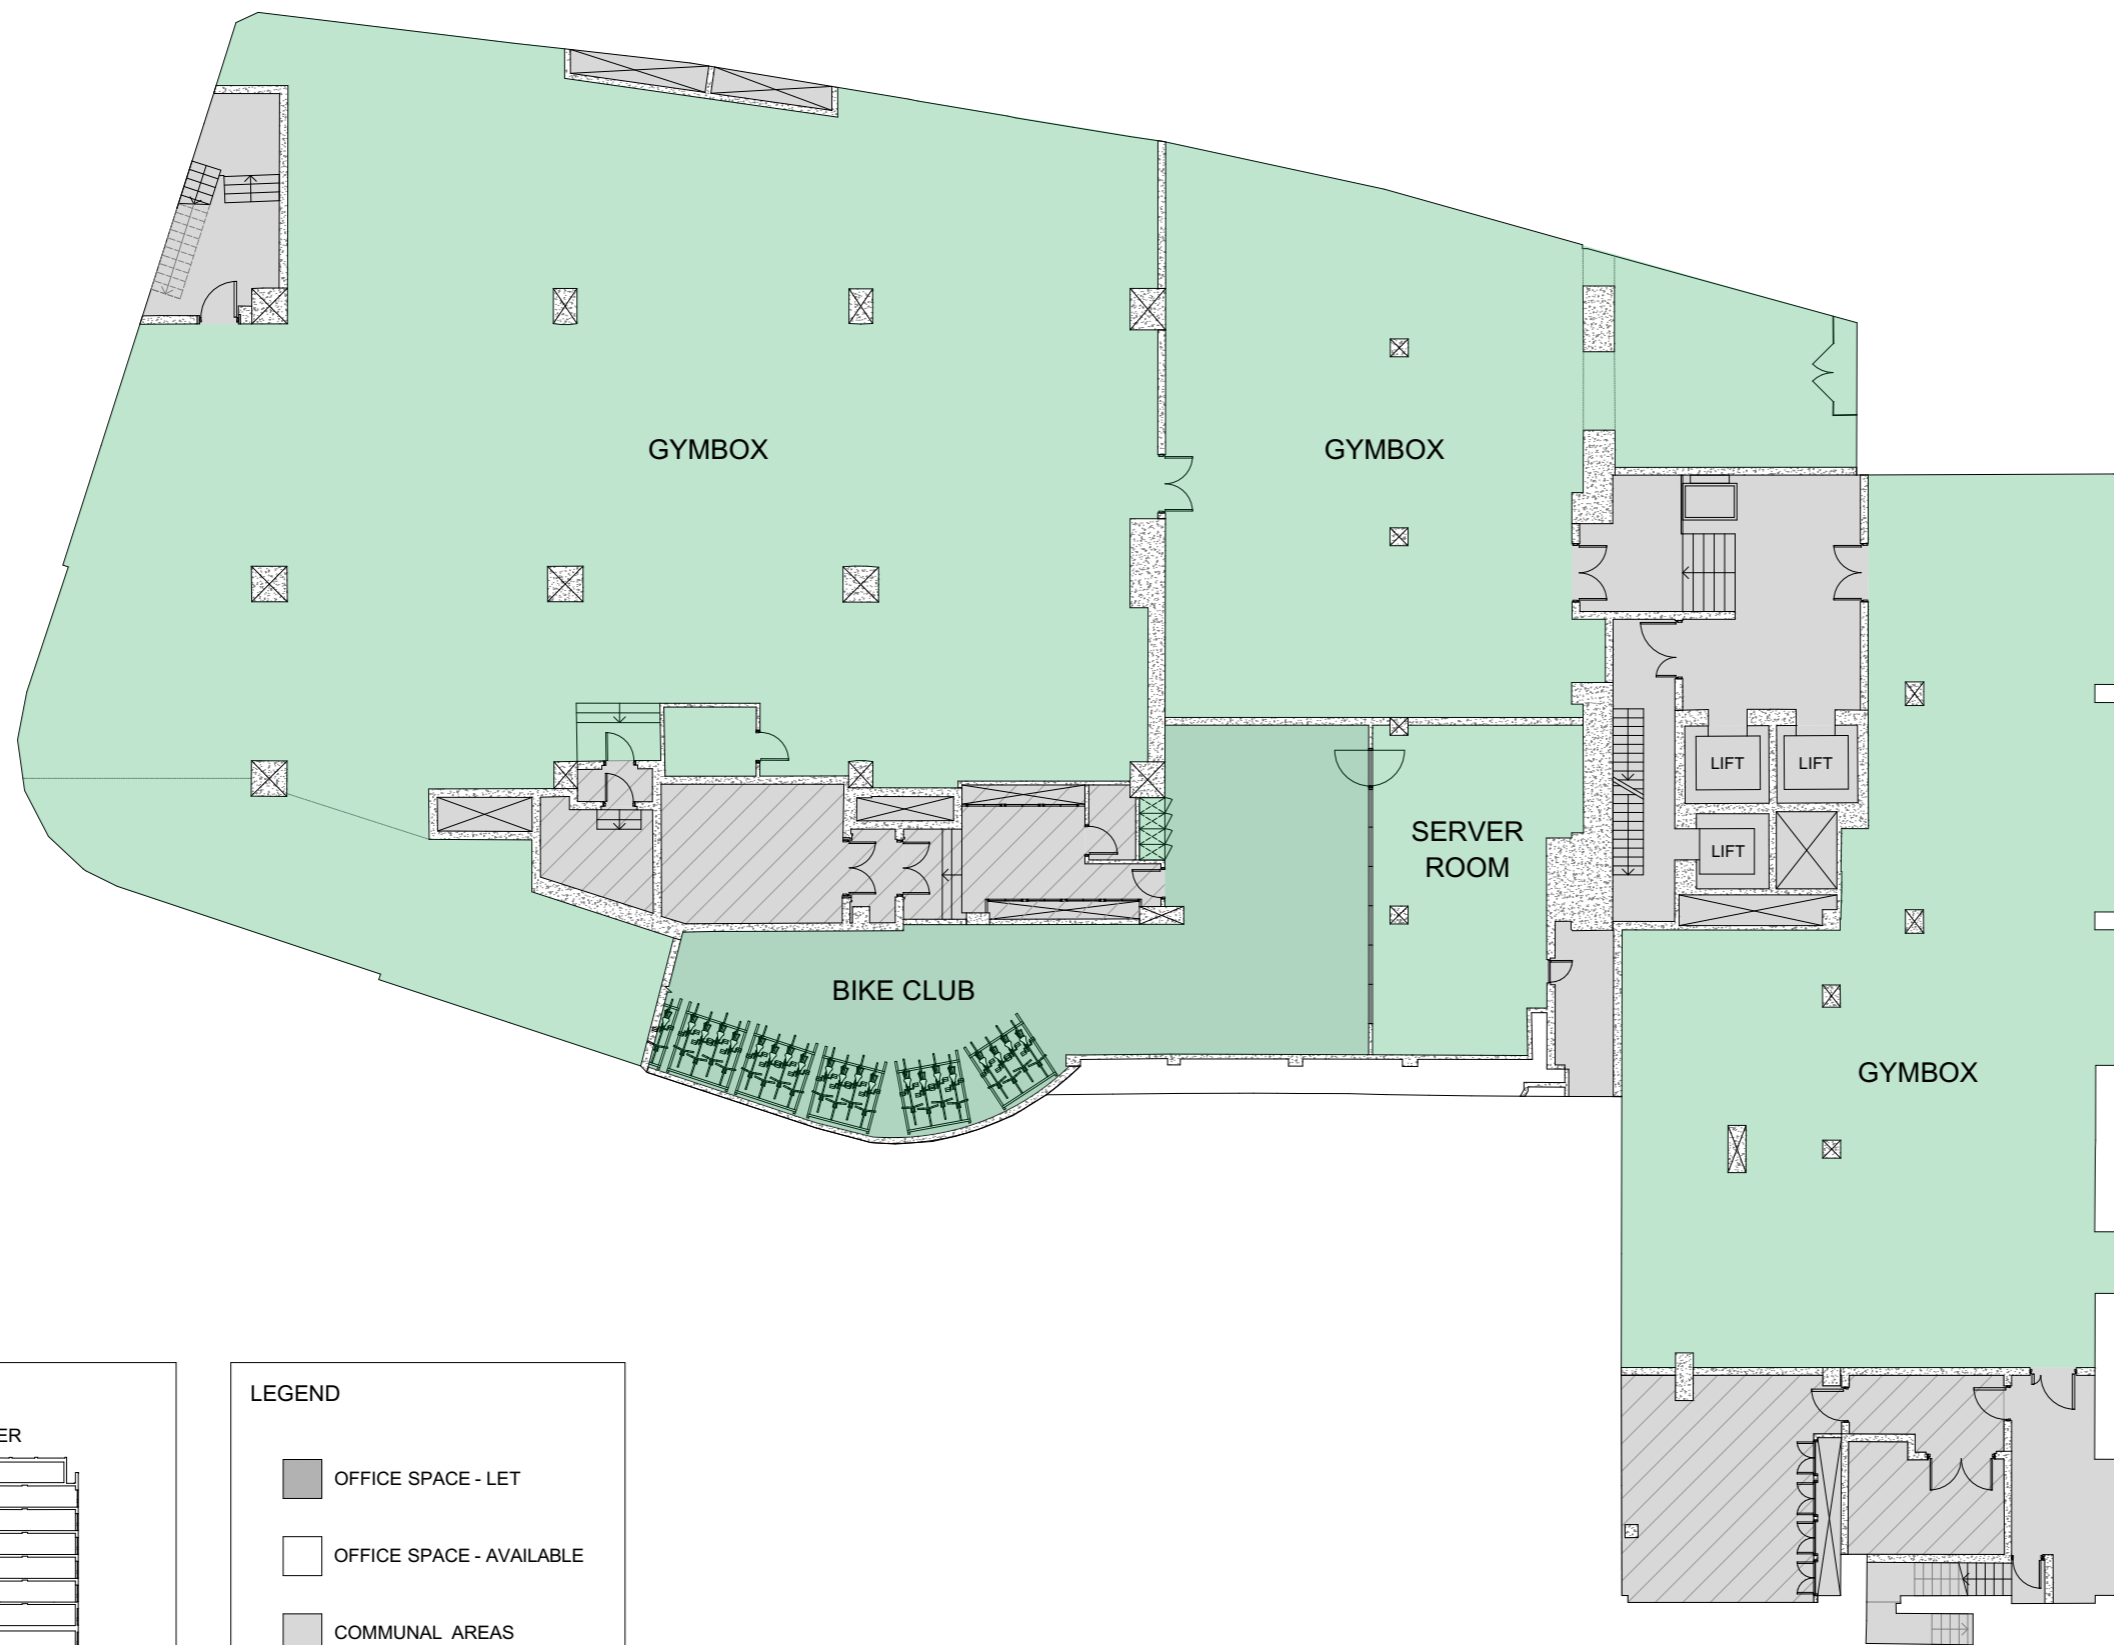 GYMBOX
GYMBOX
LIFT
LIFT
SERVER
ROOM
LIFT
BIKE CLUB
GYMBOX
LEGEND
ER
OFFICE SPACE - LET
OFFICE SPACE - AVAILABLE
COMMUNAL AREAS